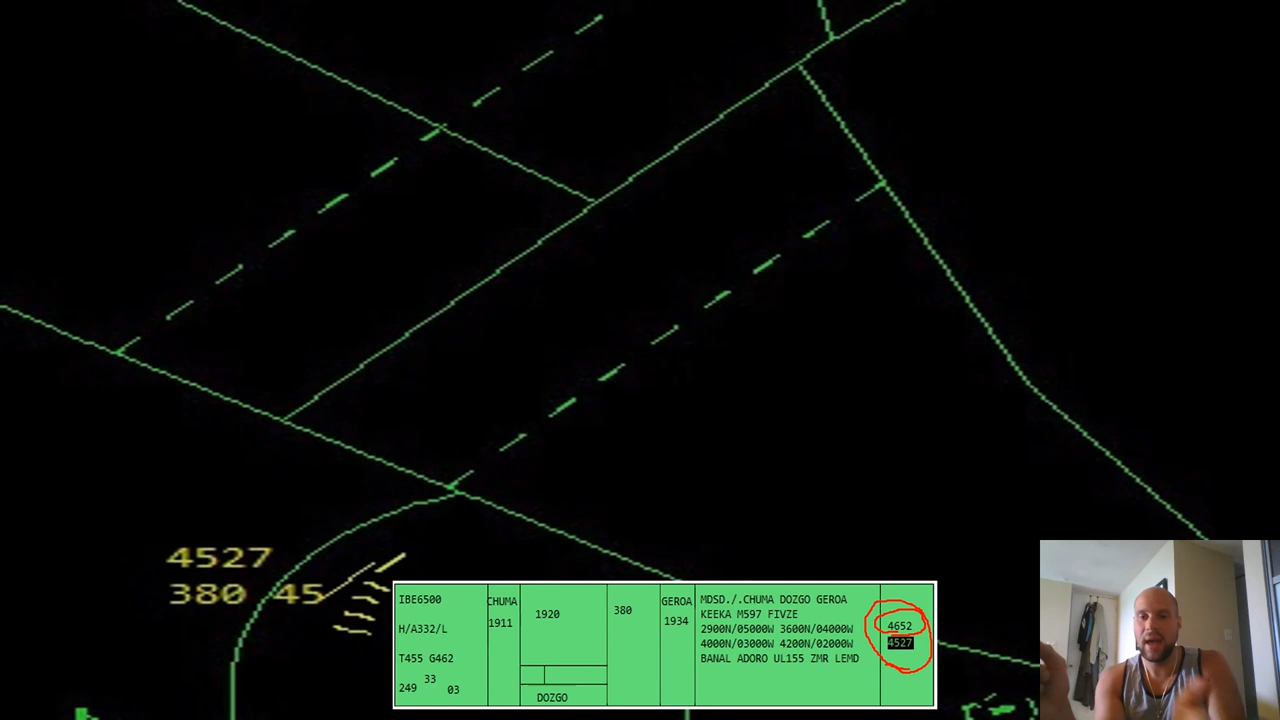 4527
380 45
IBE6500
H/A332/L
T455 G462
33
249
03
CHUMA
1911
1920
DOZGO
380
GEROA
1934
MDSD./.CHUMA DOZGO GEROA
KEEKA M597 FIVZE
2900N/05000W 3600N/04000W
4000N/03000W 4200N/02000W
BANAL ADORO UL155 ZMR LEMD
4652
4527